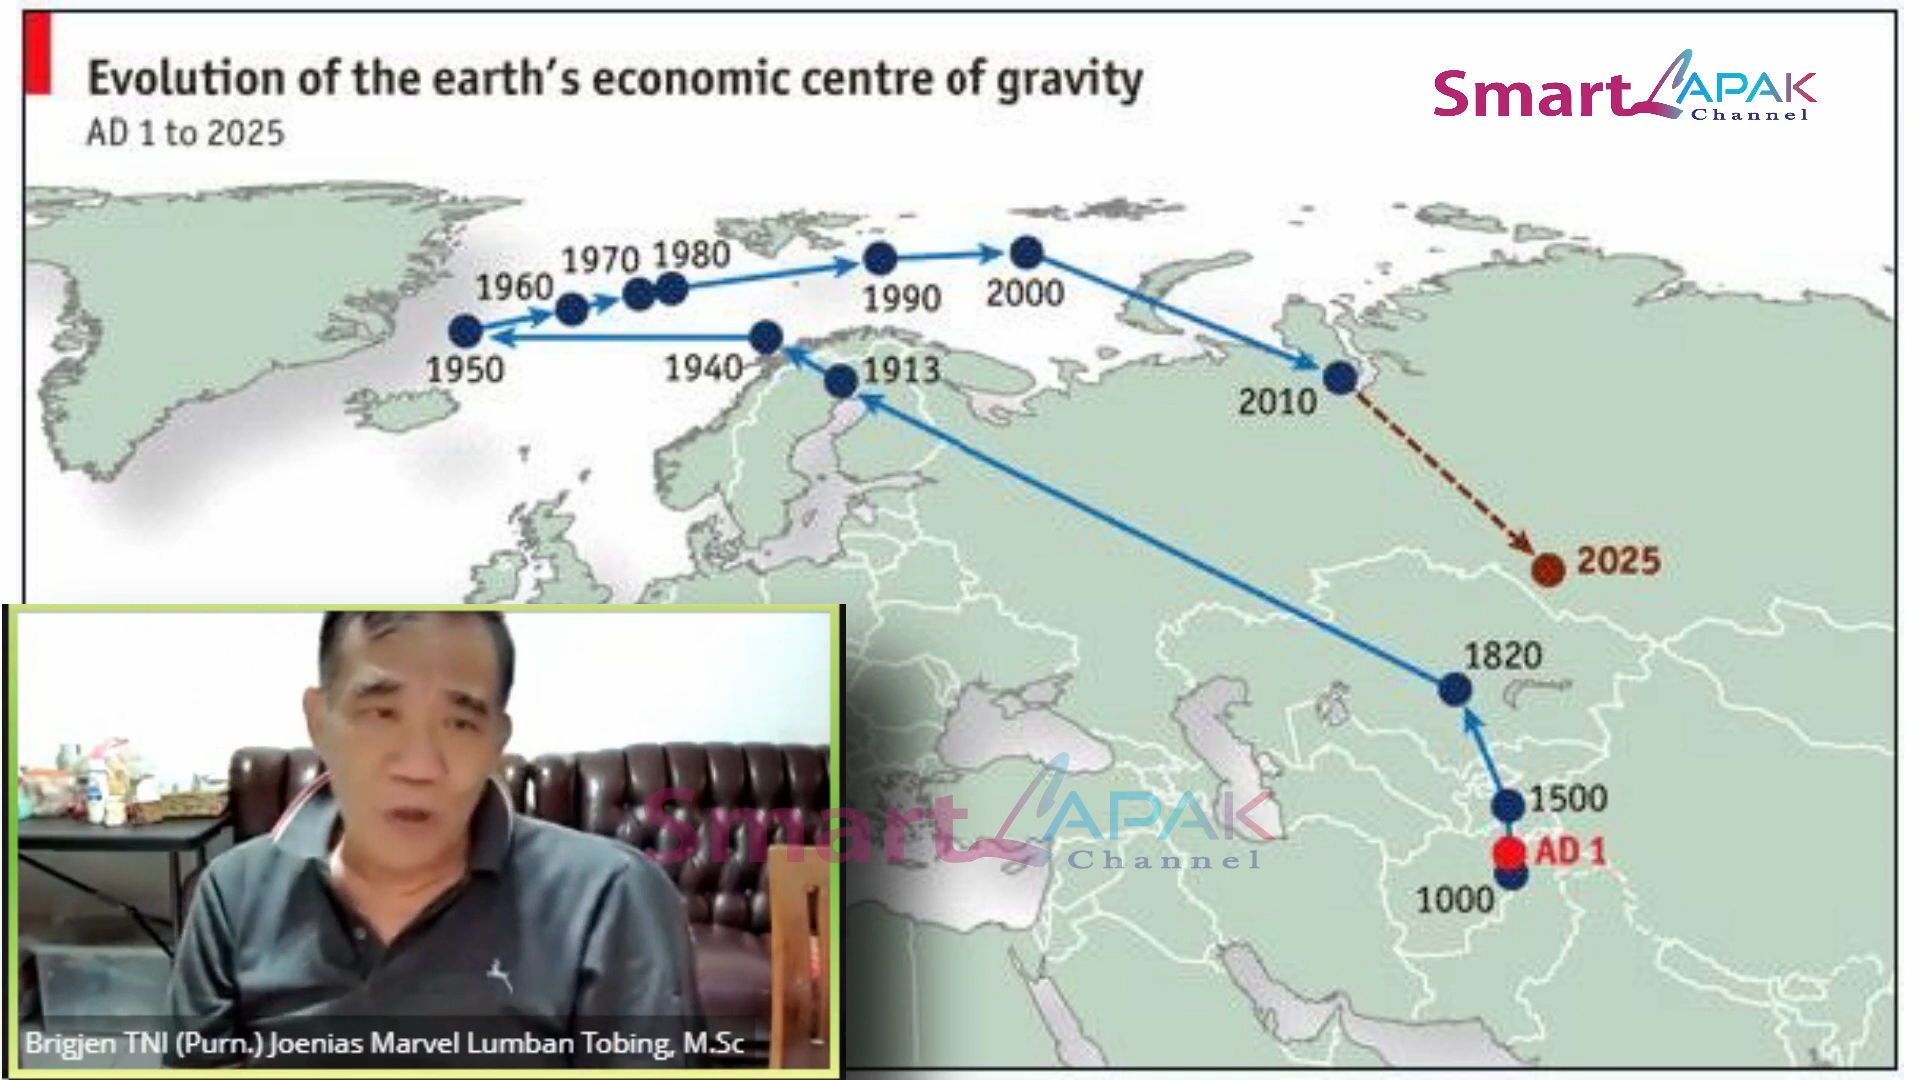 Evolution of the earth's economic centre of gravity
AD 1 to 2025
Smart LAPAK
Channel
1970 1980
1960
1990
2000
1950
1940
1913
2010
2025
1820
1500
AD 1
1000
Smart LAPAK
Channel
Brigjen TNI (Purn.) Joenias Marvel Lumban Tobing, M.Sc